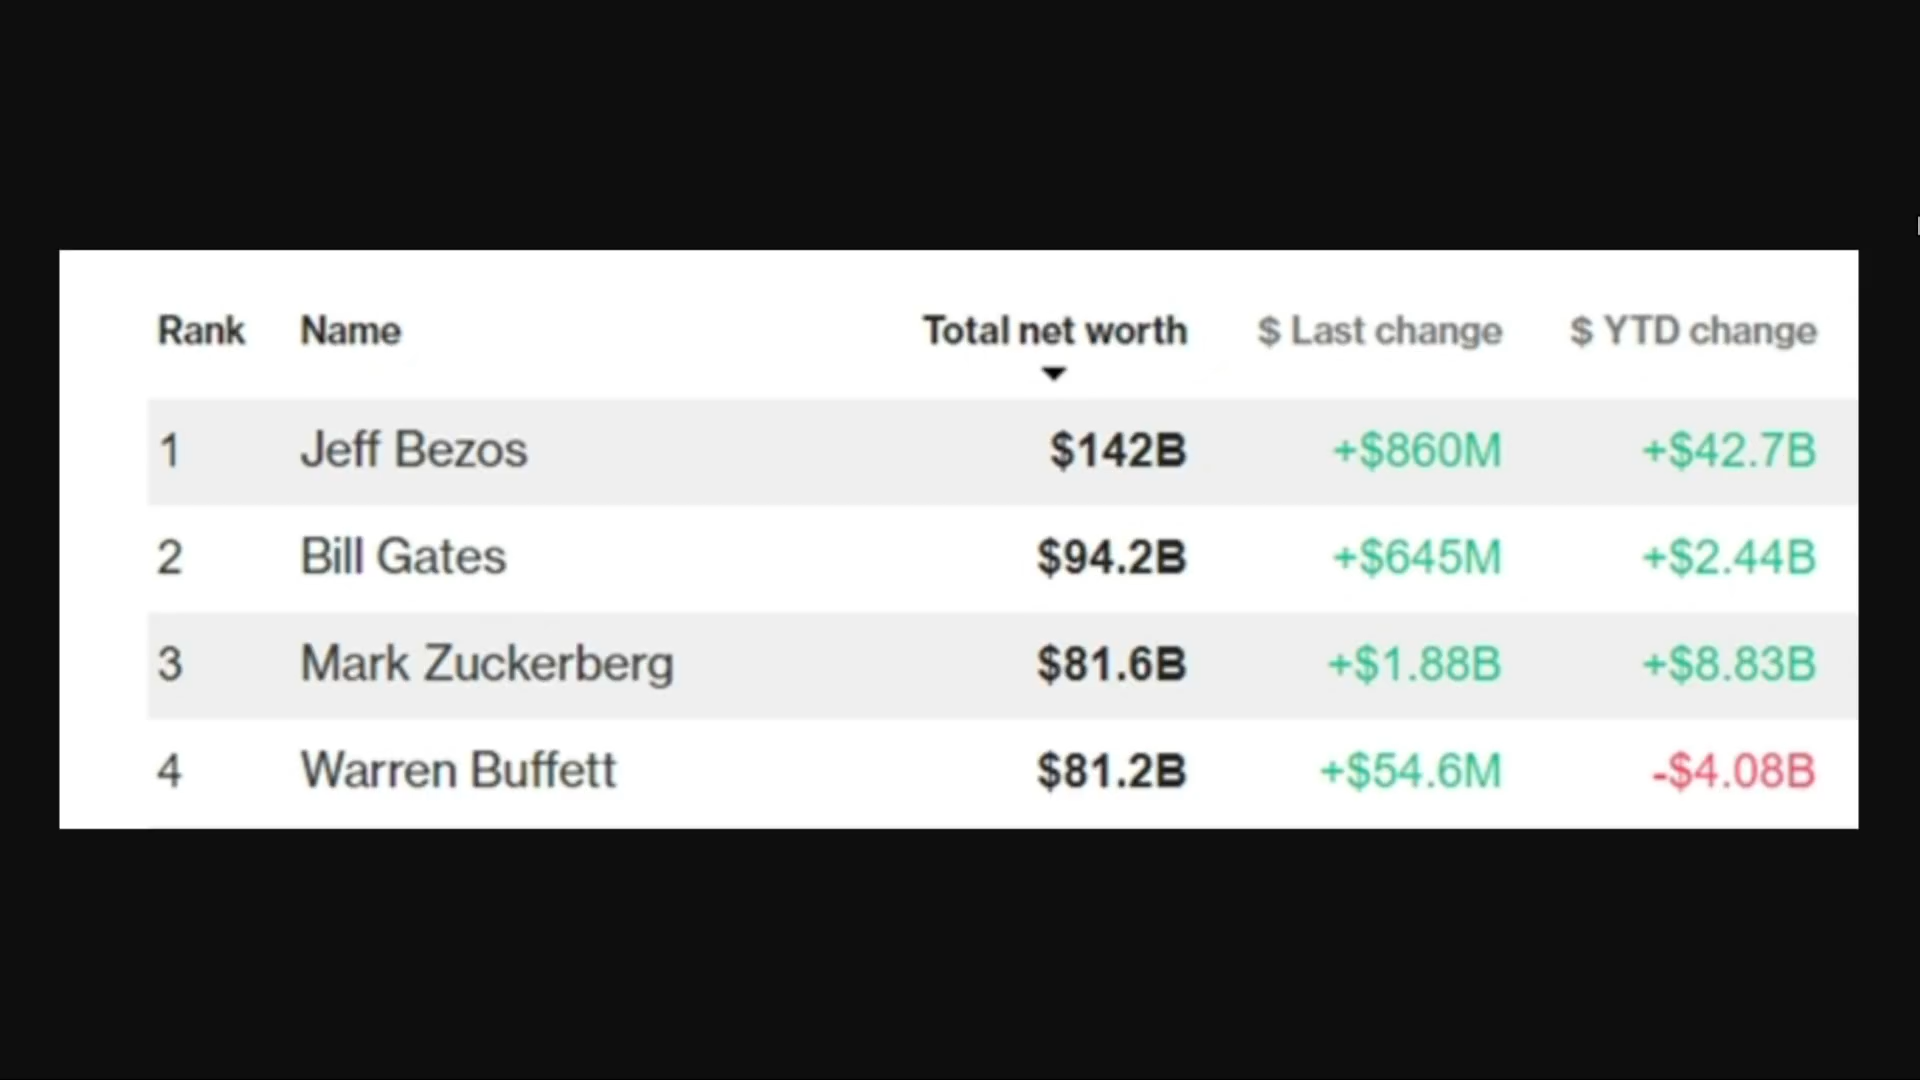 Rank Name Total net worth $ Last change $ YTD change
1 Jeff Bezos $142B +$860M +$42.7B
2 Bill Gates $94.2B +$645M +$2.44B
3 Mark Zuckerberg $81.6B +$1.88B +$8.83B
4 Warren Buffett $81.2B +$54.6M -$4.08B